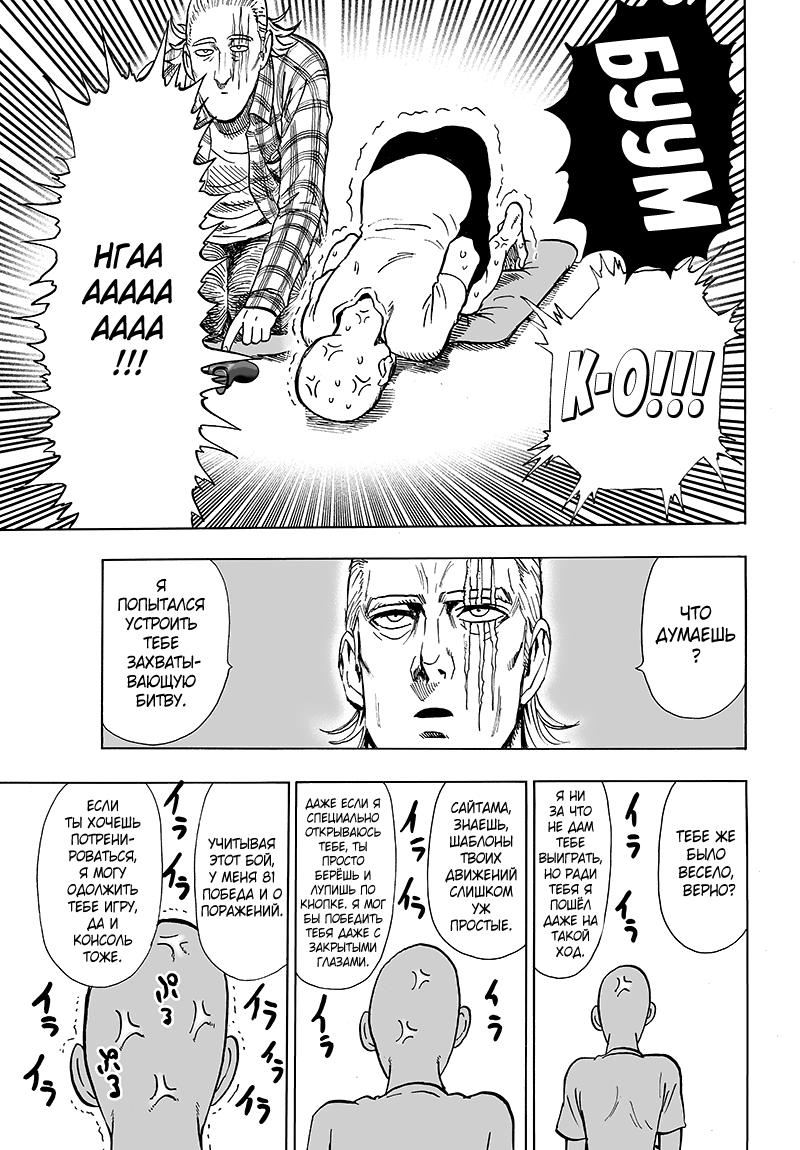 БУУМ
К-О!!!
НГАА
ААААА
АААА
!!!
ЧТО
ДУМАЕШЬ
?
Я
ПОПЫТАЛСЯ
УСТРОИТЬ
ТЕБЕ
ЗАХВАТЫ-
ВАЮЩУЮ
БИТВУ.
ТЕБЕ ЖЕ
БЫЛО
ВЕСЕЛО,
ВЕРНО?
Я НИ
ЗА ЧТО
НЕ ДАМ
ТЕБЕ
ВЫИГРАТЬ,
НО РАДИ
ТЕБЯ Я
ПОШЁЛ
ДАЖЕ НА
ТАКОЙ
ХОД.
イラ
イラ
САЙТАМА,
ЗНАЕШЬ,
ШАБЛОНЫ
ТВОИХ
ДВИЖЕНИЙ
СЛИШКОМ
УЖ
ПРОСТЫЕ.
ДАЖЕ ЕСЛИ Я
СПЕЦИАЛЬНО
ОТКРЫВАЮСЬ
ТЕБЕ, ТЫ
ПРОСТО
БЕРЁШЬ И
ЛУПИШЬ ПО
КНОПКЕ. Я МОГ
БЫ ПОБЕДИТЬ
ТЕБЯ ДАЖЕ С
ЗАКРЫТЫМИ
ГЛАЗАМИ.
イラ
イラ
イラ
イラ
УЧИТЫВАЯ
ЭТОТ БОЙ,
У МЕНЯ 81
ПОБЕДА И 0
ПОРАЖЕНИЙ.
ЕСЛИ
ТЫ ХОЧЕШЬ
ПОТРЕНИ-
РОВАТЬСЯ,
Я МОГУ
ОДОЛЖИТЬ
ТЕБЕ ИГРУ,
ДА И
КОНСОЛЬ
ТОЖЕ.
イラ
イラ
イラ
イラ
イラ
イラ